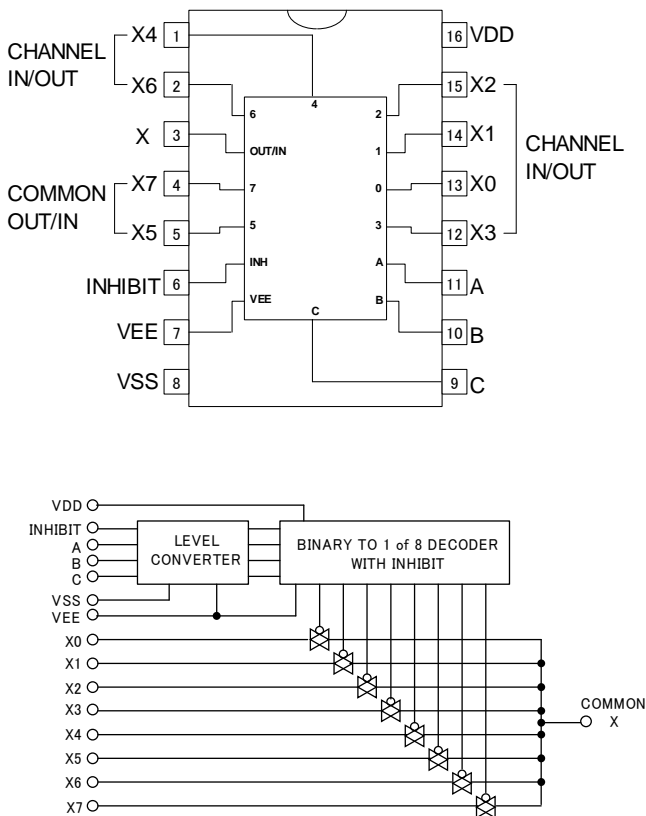 CHANNEL
IN/OUT
X4 1
X6 2
X 3
COMMON
OUT/IN
X7 4
X5 5
INHIBIT 6
VEE 7
VSS 8
4
6
OUT/IN
7
5
INH
VEE
C
2
1
0
3
A
B
16 VDD
15 X2
14 X1
13 X0
12 X3
CHANNEL
IN/OUT
11 A
10 B
9 C
VDD
INHIBIT
A
B
C
VSS
VEE
LEVEL
CONVERTER
BINARY TO 1 of 8 DECODER
WITH INHIBIT
X0
X1
X2
X3
X4
X5
X6
X7
COMMON
X